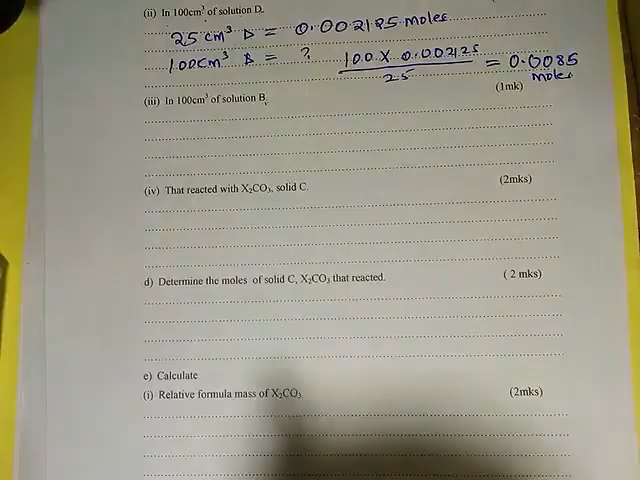 (ii) In 100cm³ of solution D.
25 cm³ D = 0.002125 moles
100cm³ D = ? 100 X 0.002125 / 25 = 0.0085 moles
(iii) In 100cm³ of solution B. (1mk)
(iv) That reacted with X₂CO₃, solid C. (2mks)
d) Determine the moles of solid C, X₂CO₃ that reacted. ( 2 mks)
e) Calculate
(i) Relative formula mass of X₂CO₃ (2mks)